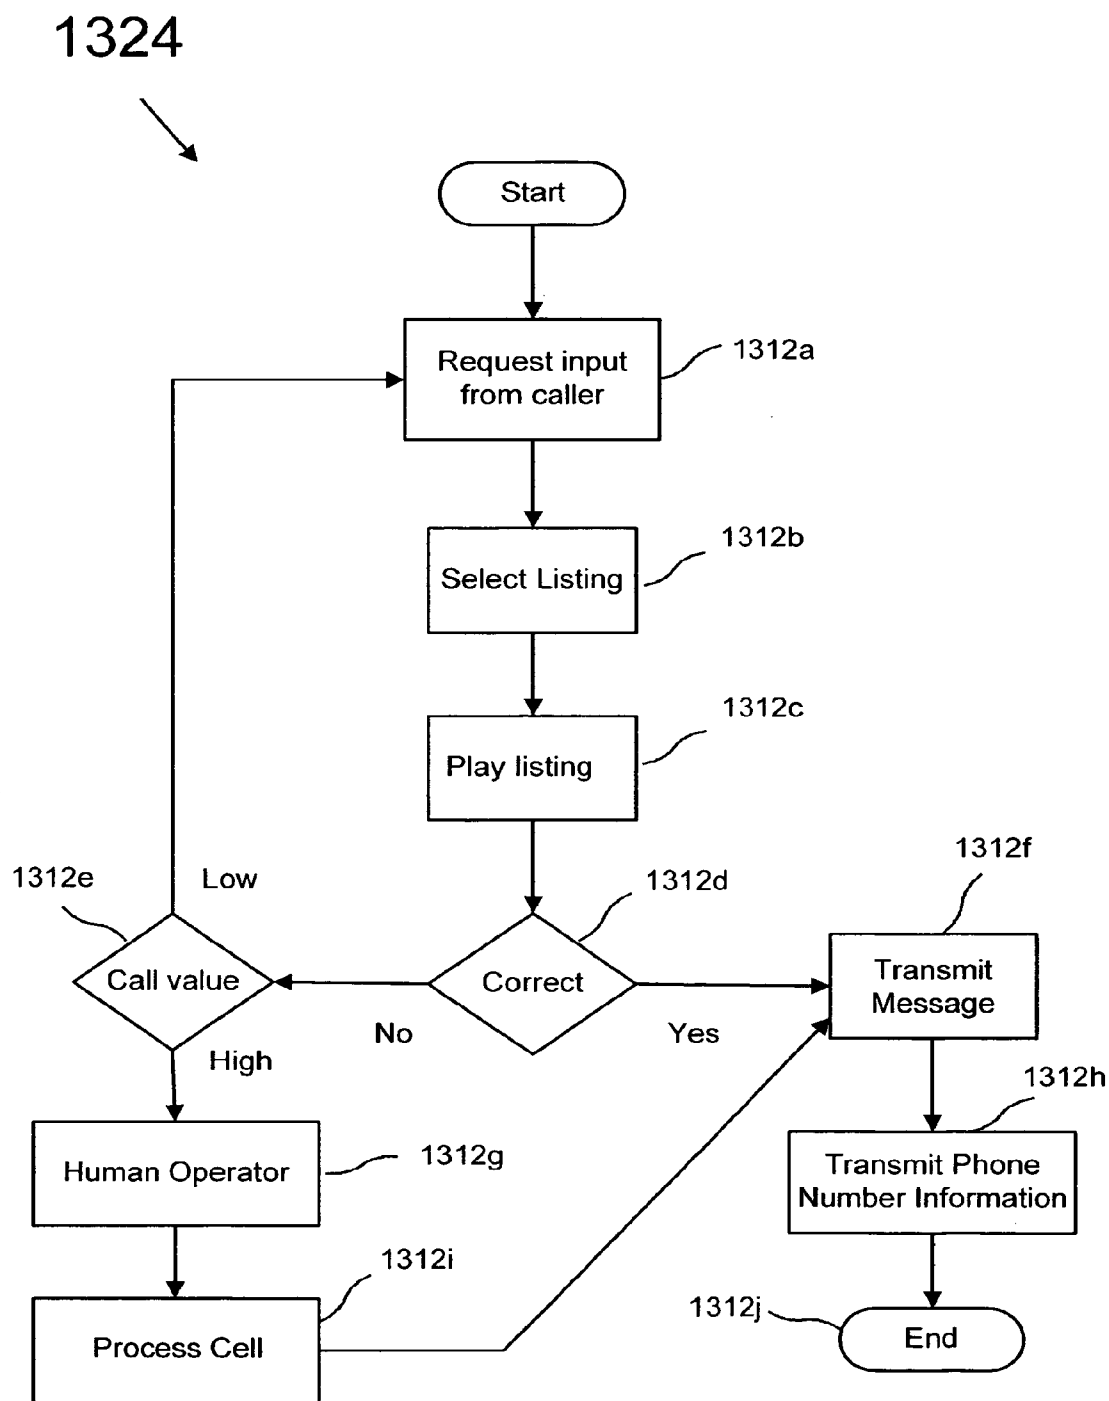 1324
Start
Request input
from caller
1312a
1312b
Select Listing
1312c
Play listing
1312e
Low
1312d
1312f
Call value
Correct
Transmit
Message
No
Yes
High
1312h
Human Operator
1312g
Transmit Phone
Number Information
1312i
1312j
Process Cell
End